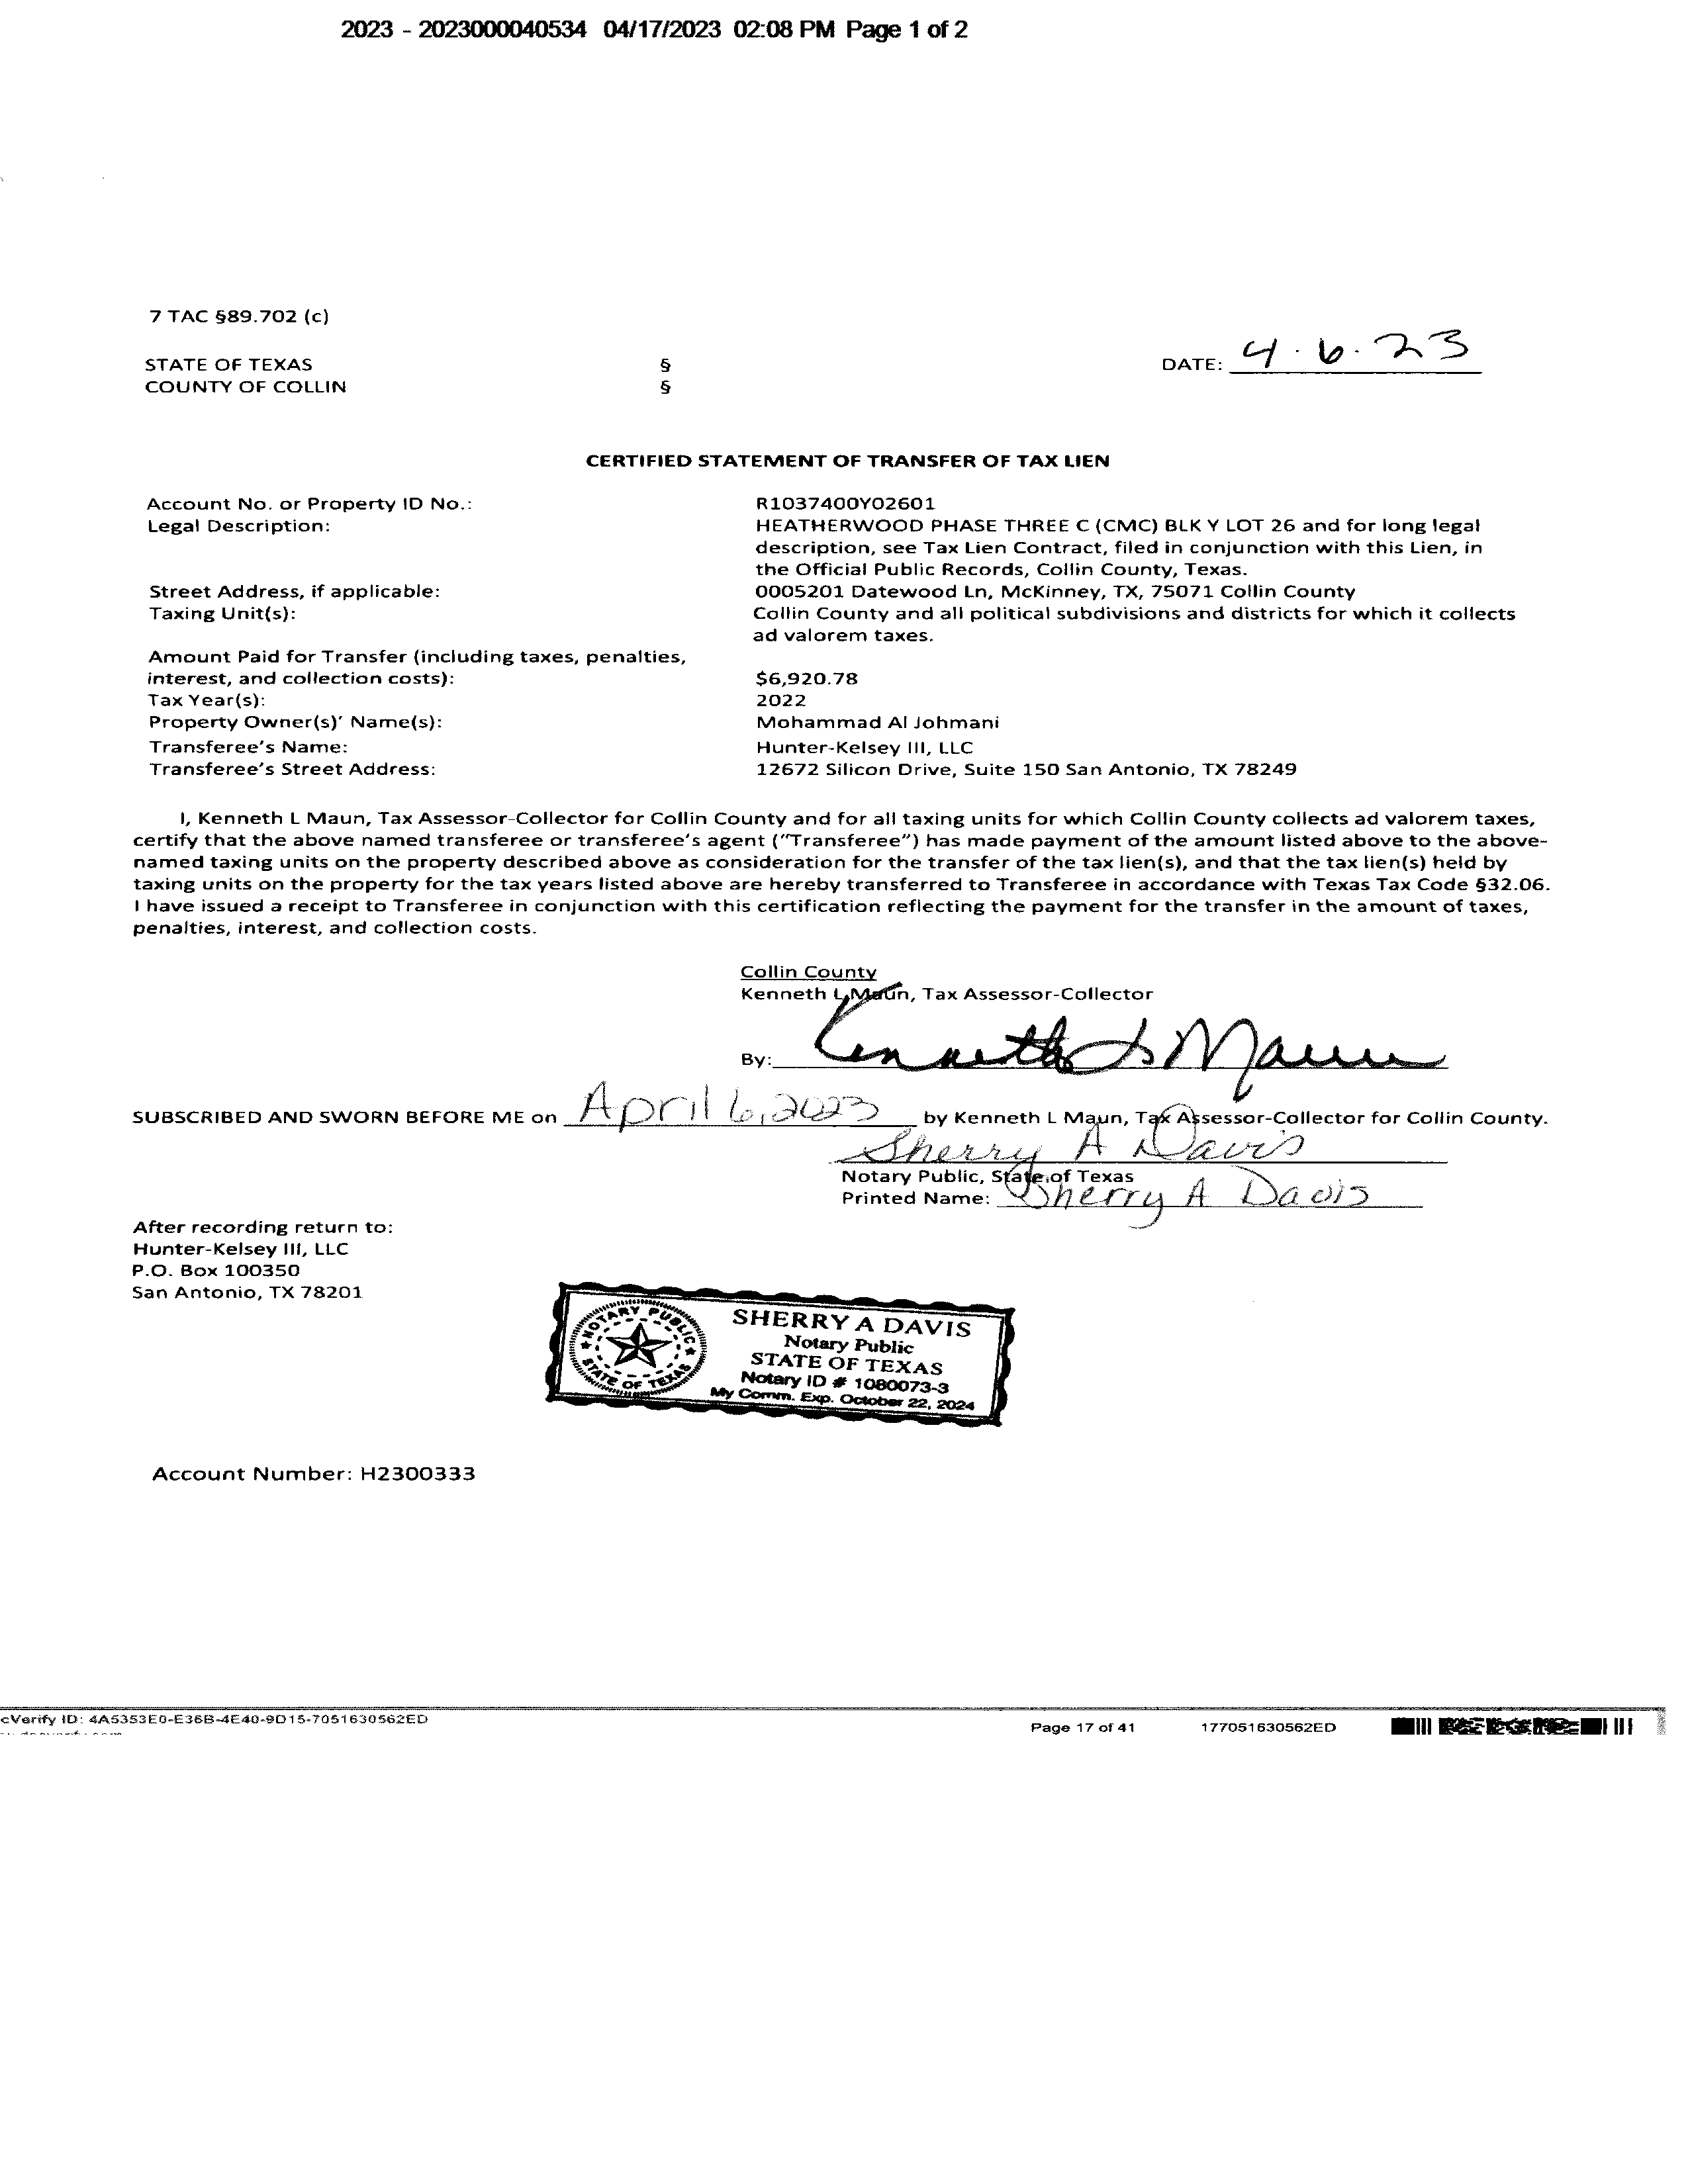 2023 - 2023000040534 04/17/2023 02:08 PM Page 1 of 2
7 TAC §89.702 (c)
STATE OF TEXAS §
COUNTY OF COLLIN §
DATE: 4.6.23
CERTIFIED STATEMENT OF TRANSFER OF TAX LIEN
Account No. or Property ID No.: R1037400Y02601
Legal Description: HEATHERWOOD PHASE THREE C (CMC) BLK Y LOT 26 and for long legal
description, see Tax Lien Contract, filed in conjunction with this Lien, in
the Official Public Records, Collin County, Texas.
Street Address, if applicable: 0005201 Datewood Ln, McKinney, TX, 75071 Collin County
Taxing Unit(s): Collin County and all political subdivisions and districts for which it collects
ad valorem taxes.
Amount Paid for Transfer (including taxes, penalties,
interest, and collection costs): $6,920.78
Tax Year(s): 2022
Property Owner(s)' Name(s): Mohammad Al Johmani
Transferee's Name: Hunter-Kelsey III, LLC
Transferee's Street Address: 12672 Silicon Drive, Suite 150 San Antonio, TX 78249
I, Kenneth L Maun, Tax Assessor-Collector for Collin County and for all taxing units for which Collin County collects ad valorem taxes,
certify that the above named transferee or transferee's agent ("Transferee") has made payment of the amount listed above to the above-
named taxing units on the property described above as consideration for the transfer of the tax lien(s), and that the tax lien(s) held by
taxing units on the property for the tax years listed above are hereby transferred to Transferee in accordance with Texas Tax Code §32.06.
I have issued a receipt to Transferee in conjunction with this certification reflecting the payment for the transfer in the amount of taxes,
penalties, interest, and collection costs.
Collin County
Kenneth L Maun, Tax Assessor-Collector
By: Kenneth L Maun
SUBSCRIBED AND SWORN BEFORE ME on April 6, 2023 by Kenneth L Maun, Tax Assessor-Collector for Collin County.
Sherry A Davis
Notary Public, State of Texas
Printed Name: Sherry A Davis
After recording return to:
Hunter-Kelsey III, LLC
P.O. Box 100350
San Antonio, TX 78201
NOTARY PUBLIC
STATE OF TEXAS
SHERRY A DAVIS
Notary Public
STATE OF TEXAS
Notary ID # 1080073-3
My Comm. Exp. October 22, 2024
Account Number: H2300333
cVerify ID: 4A5353E0-E36B-4E40-9D15-7051630562ED
Page 17 of 41 177051630562ED